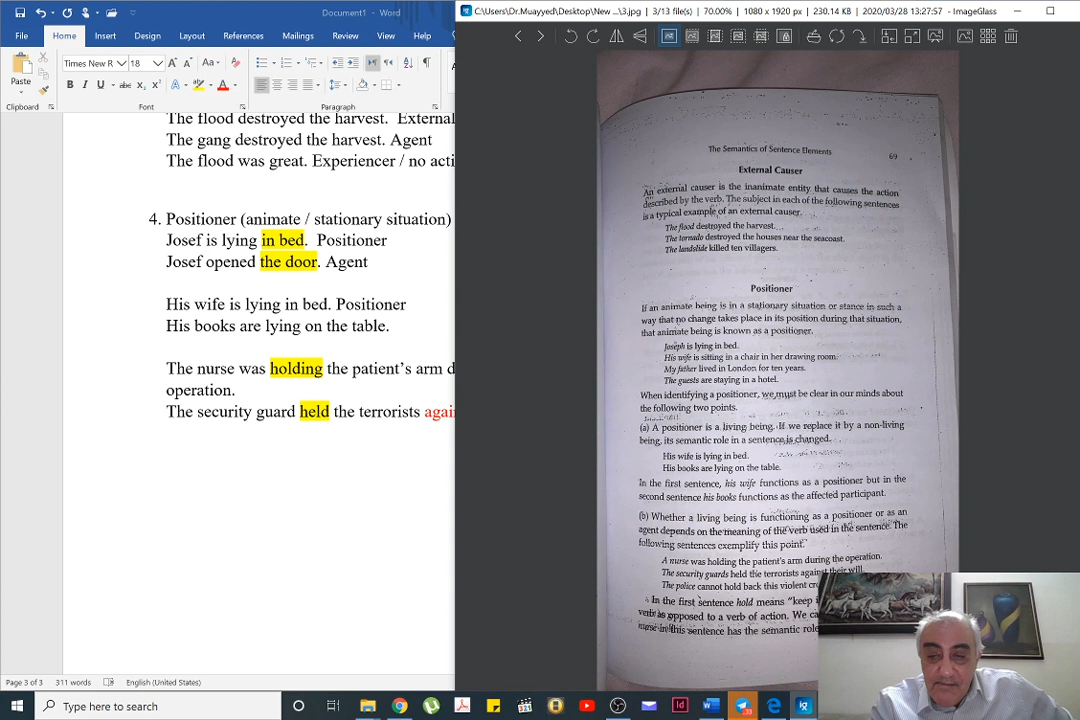 Document1 - Word
File Home Insert Design Layout References Mailings Review View Help
Paste
Times New R 18
Clipboard Font Paragraph
The flood destroyed the harvest. External
The gang destroyed the harvest. Agent
The flood was great. Experiencer / no acti
4. Positioner (animate / stationary situation)
Josef is lying in bed. Positioner
Josef opened the door. Agent
His wife is lying in bed. Positioner
His books are lying on the table.
The nurse was holding the patient's arm d
operation.
The security guard held the terrorists agai
Page 3 of 3 311 words English (United States)
C:\Users\Dr.Muayyed\Desktop\New ...\3.jpg | 3/13 file(s) | 70.00% | 1080 x 1920 px | 230.14 KB | 2020/03/28 13:27:57 - ImageGlass
The Semantics of Sentence Elements 69
External Causer
An external causer is the inanimate entity that causes the action
described by the verb. The subject in each of the following sentences
is a typical example of an external causer.
The flood destroyed the harvest.
The tornado destroyed the houses near the seacoast.
The landslide killed ten villagers.
Positioner
If an animate being is in a stationary situation or stance in such a
way that no change takes place in its position during that situation,
that animate being is known as a positioner.
Joseph is lying in bed.
His wife is sitting in a chair in her drawing room.
My father lived in London for ten years.
The guests are staying in a hotel.
When identifying a positioner, we must be clear in our minds about
the following two points.
(a) A positioner is a living being. If we replace it by a non-living
being, its semantic role in a sentence is changed.
His wife is lying in bed.
His books are lying on the table.
In the first sentence, his wife functions as a positioner but in the
second sentence his books functions as the affected participant.
(b) Whether a living being is functioning as a positioner or as an
agent depends on the meaning of the verb used in the sentence. The
following sentences exemplify this point.
A nurse was holding the patient's arm during the operation.
The security guards held the terrorists against their will.
The police cannot hold back this violent cr
In the first sentence hold means "keep i
verb as opposed to a verb of action. We ca
nurse in this sentence has the semantic role
Type here to search